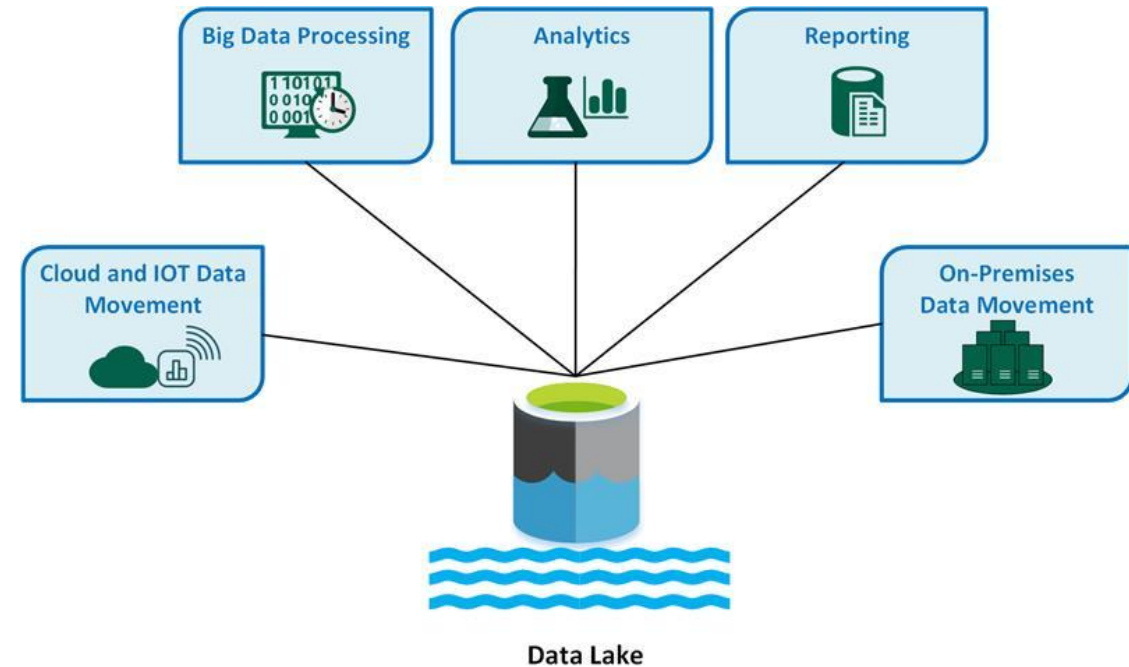 Big Data Processing
Analytics
Reporting
1 10101
0 010
0 001
Cloud and IOT Data
Movement
On-Premises
Data Movement
Data Lake